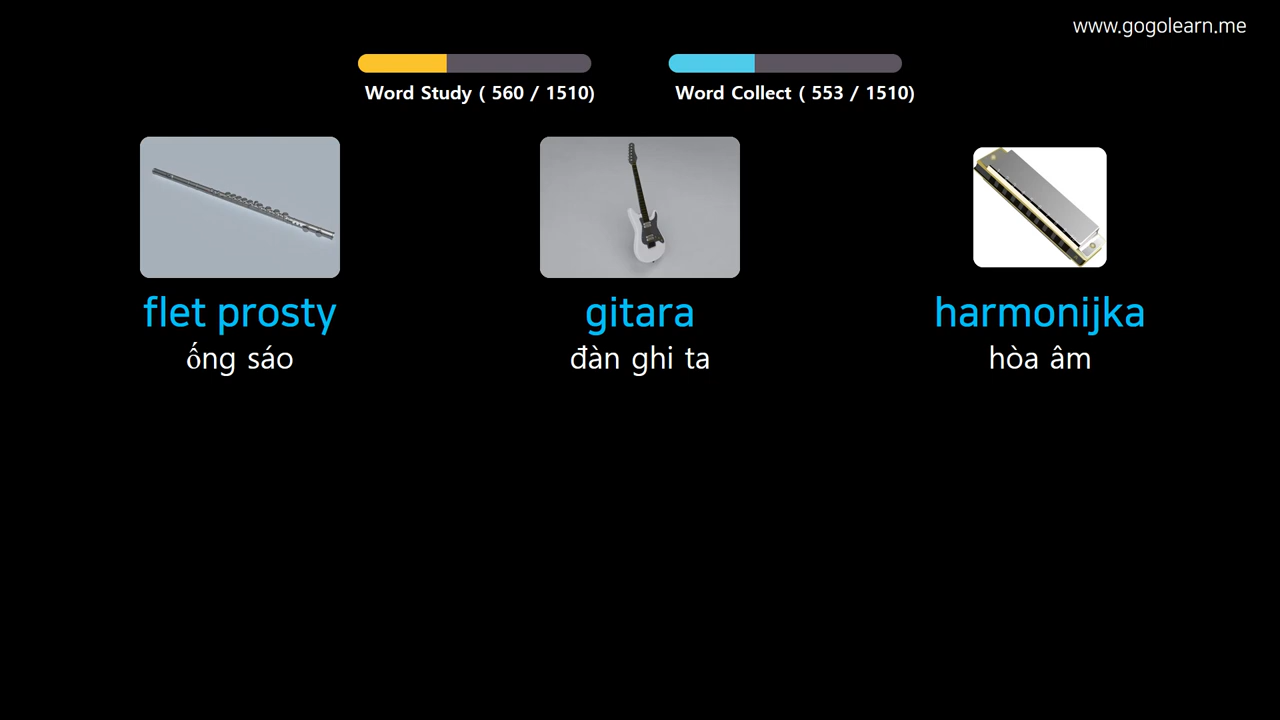 www.gogolearn.me
Word Study ( 560 / 1510)
Word Collect ( 553 / 1510)
flet prosty
gitara
harmonijka
ống sáo
đàn ghi ta
hòa âm